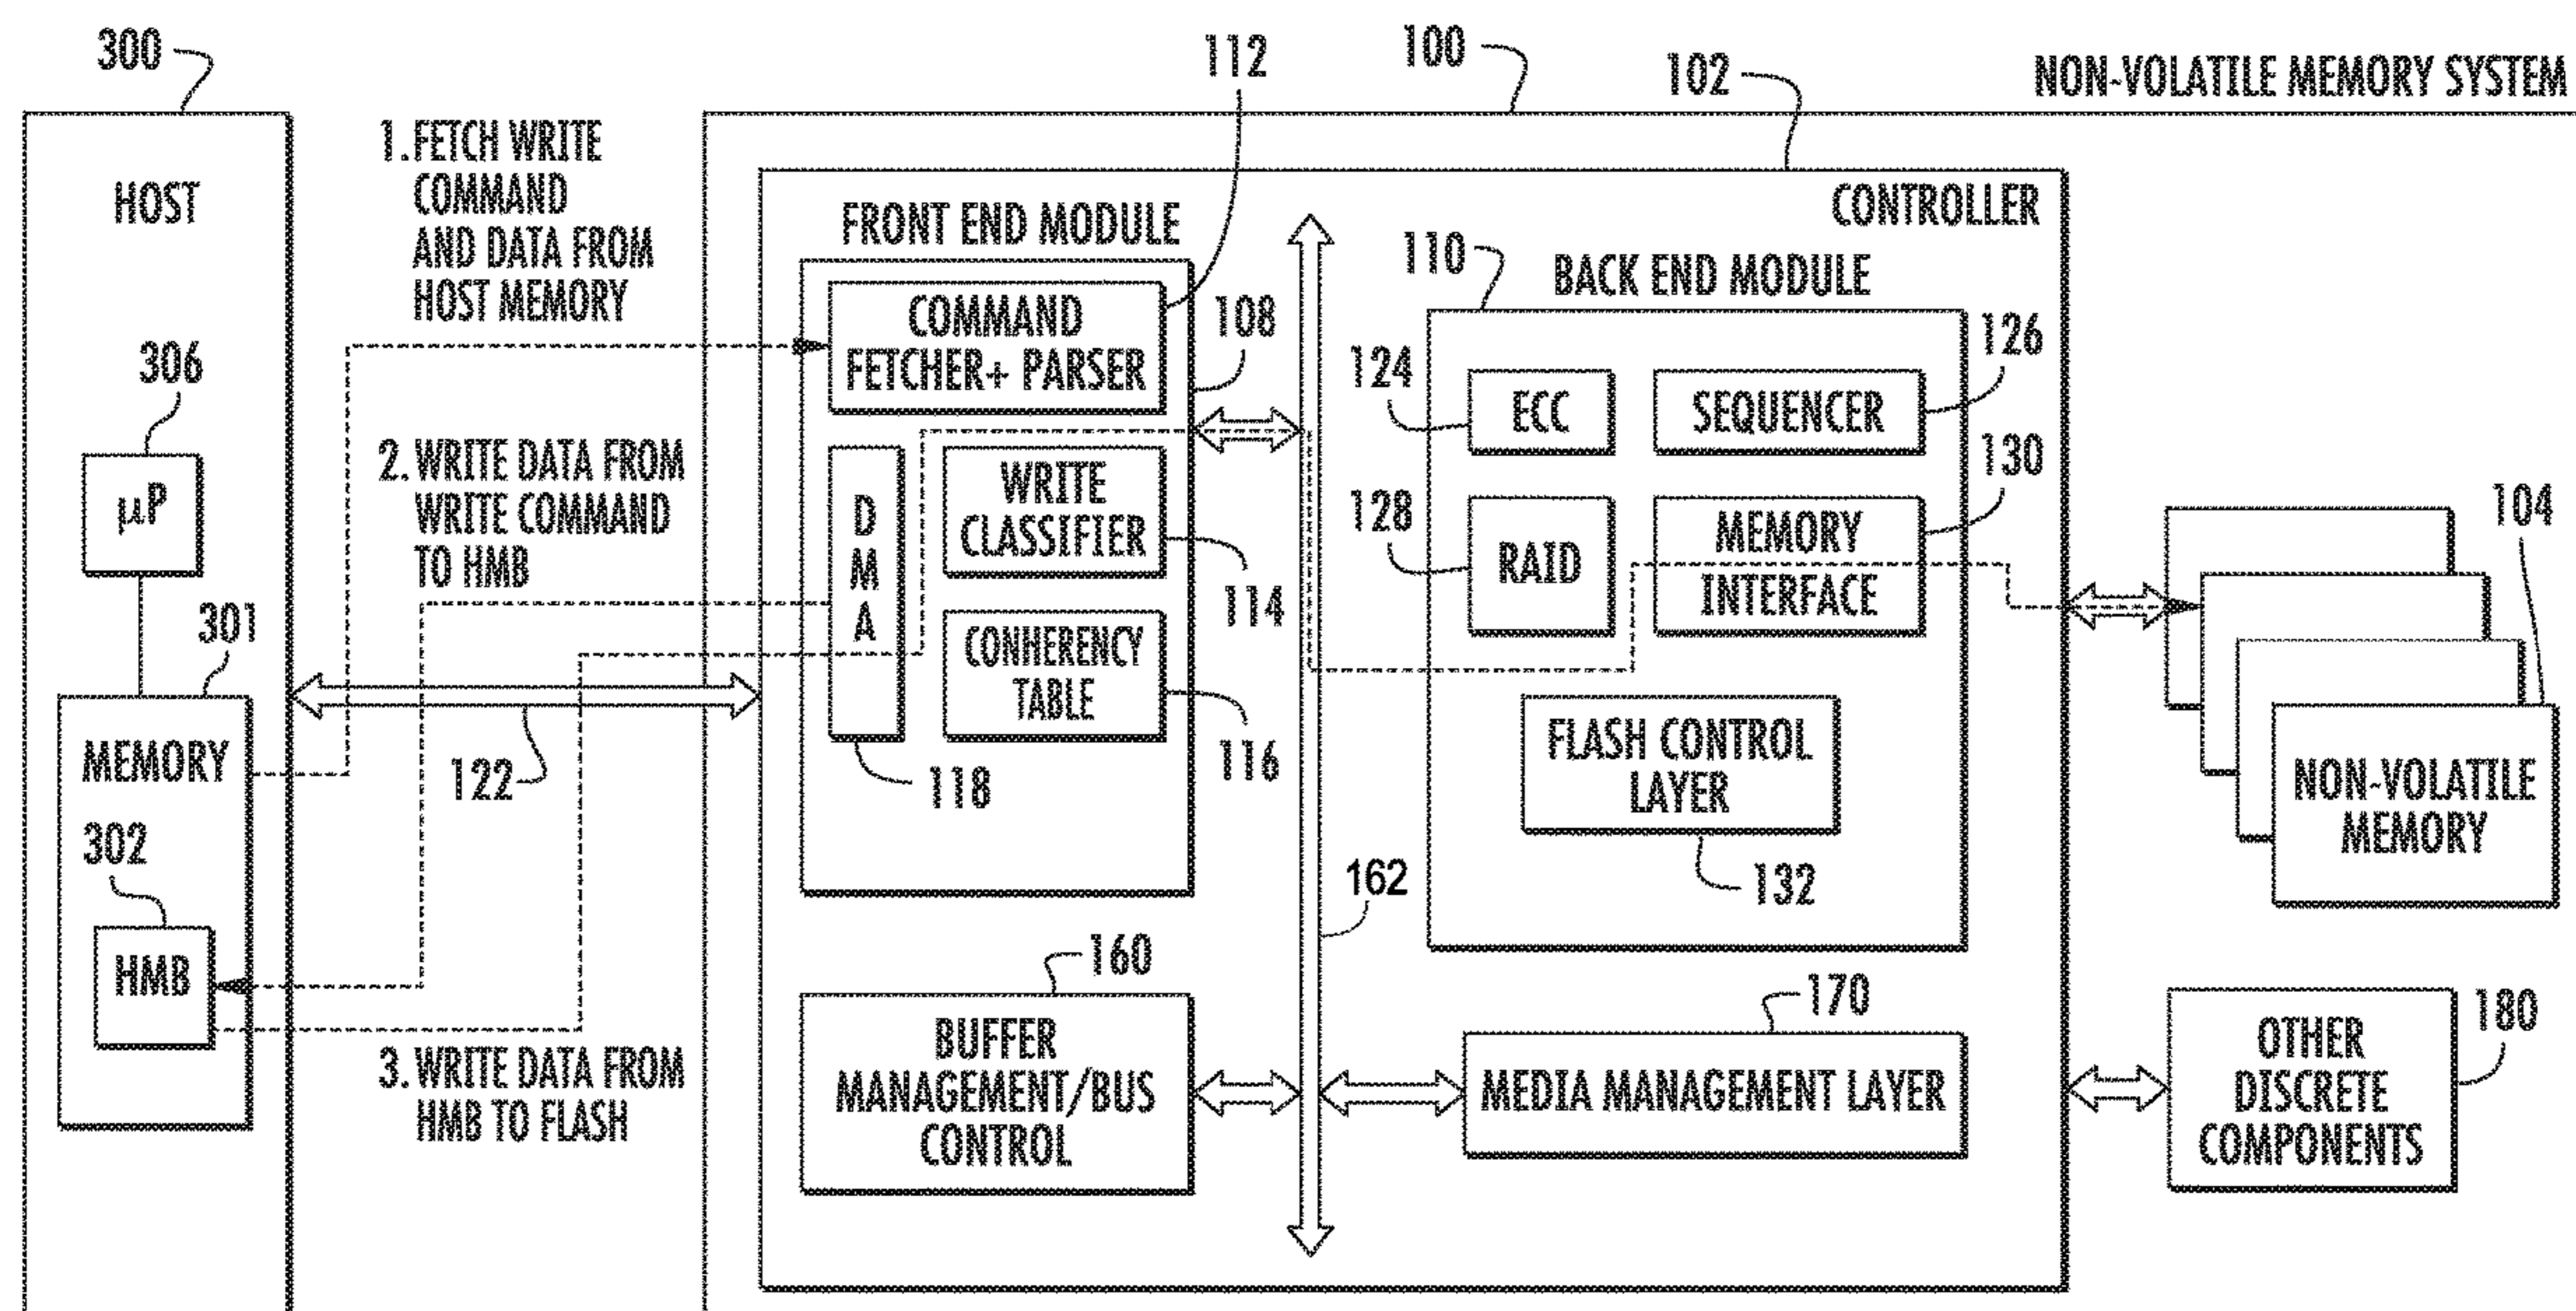 300
112
100
102
NON-VOLATILE MEMORY SYSTEM
HOST
1. FETCH WRITE
COMMAND
AND DATA FROM
HOST MEMORY
306
μP
2. WRITE DATA FROM
WRITE COMMAND
TO HMB
301
MEMORY
302
HMB
122
3. WRITE DATA FROM
HMB TO FLASH
CONTROLLER
FRONT END MODULE
COMMAND
FETCHER+ PARSER
108
D
M
A
118
WRITE
CLASSIFIER
114
CONHERENCY
TABLE
116
110
BACK END MODULE
124
ECC
SEQUENCER
126
128
RAID
MEMORY
INTERFACE
130
FLASH CONTROL
LAYER
132
162
160
BUFFER
MANAGEMENT/BUS
CONTROL
170
MEDIA MANAGEMENT LAYER
104
NON-VOLATILE
MEMORY
OTHER
DISCRETE
COMPONENTS
180